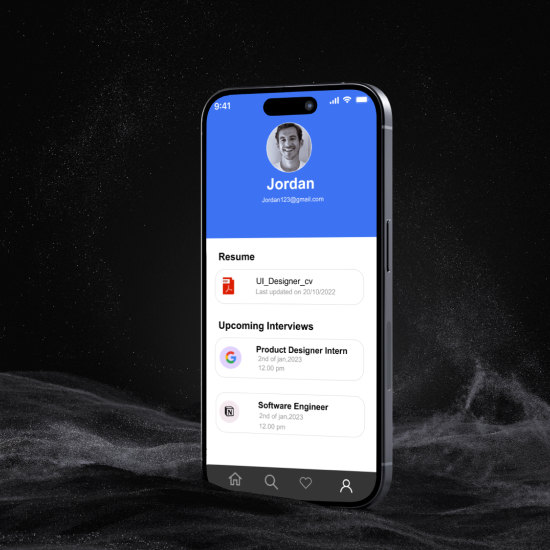 9:41
Jordan
Jordan123@gmail.com
Resume
UI_Designer_cv
Last updated on 20/10/2022
Upcoming Interviews
Product Designer Intern
2nd of jan,2023
12:00 pm
Software Engineer
2nd of jan,2023
12:00 pm